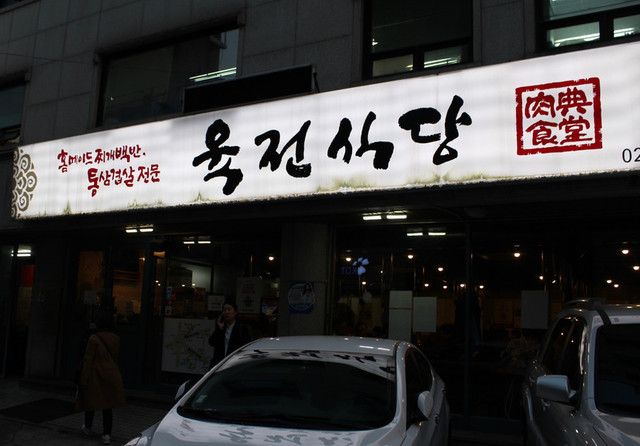 홈메이드 찌개백반,
통삼겹살 전문
육전식당
肉典
食堂
02